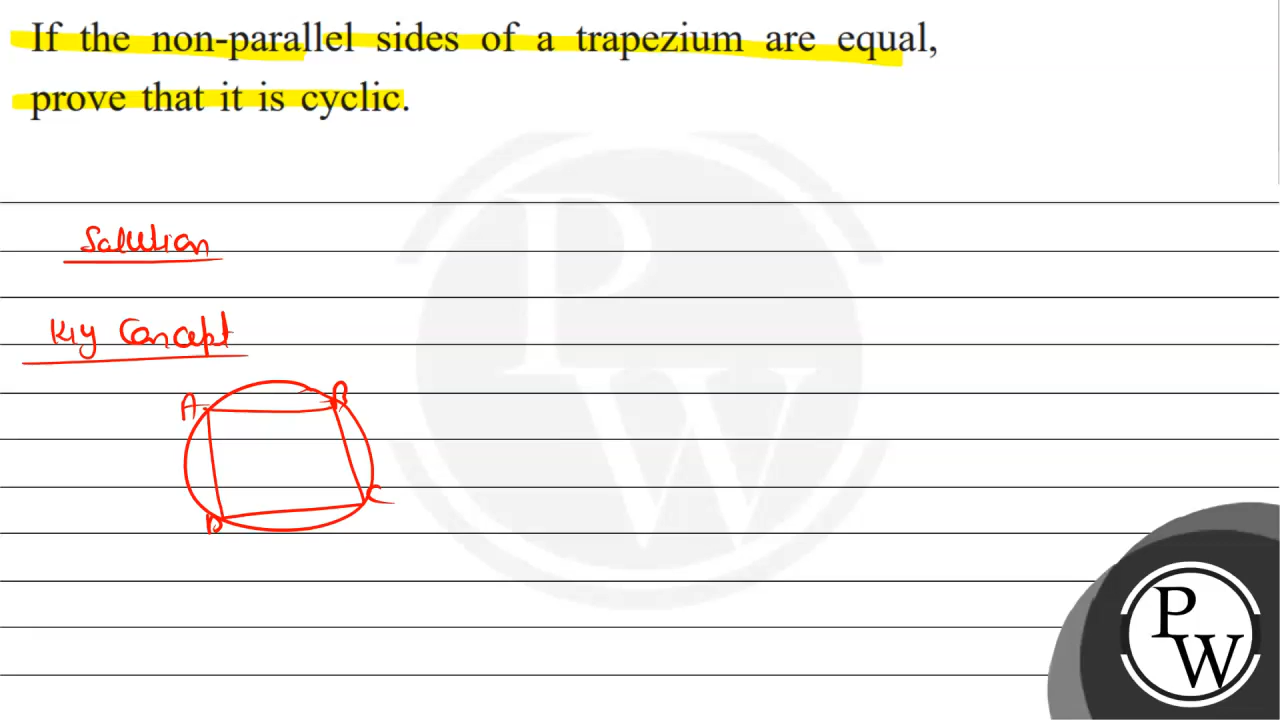 If the non-parallel sides of a trapezium are equal,
prove that it is cyclic.
Solution
Key Concept
A B
D C
P
W
P
W